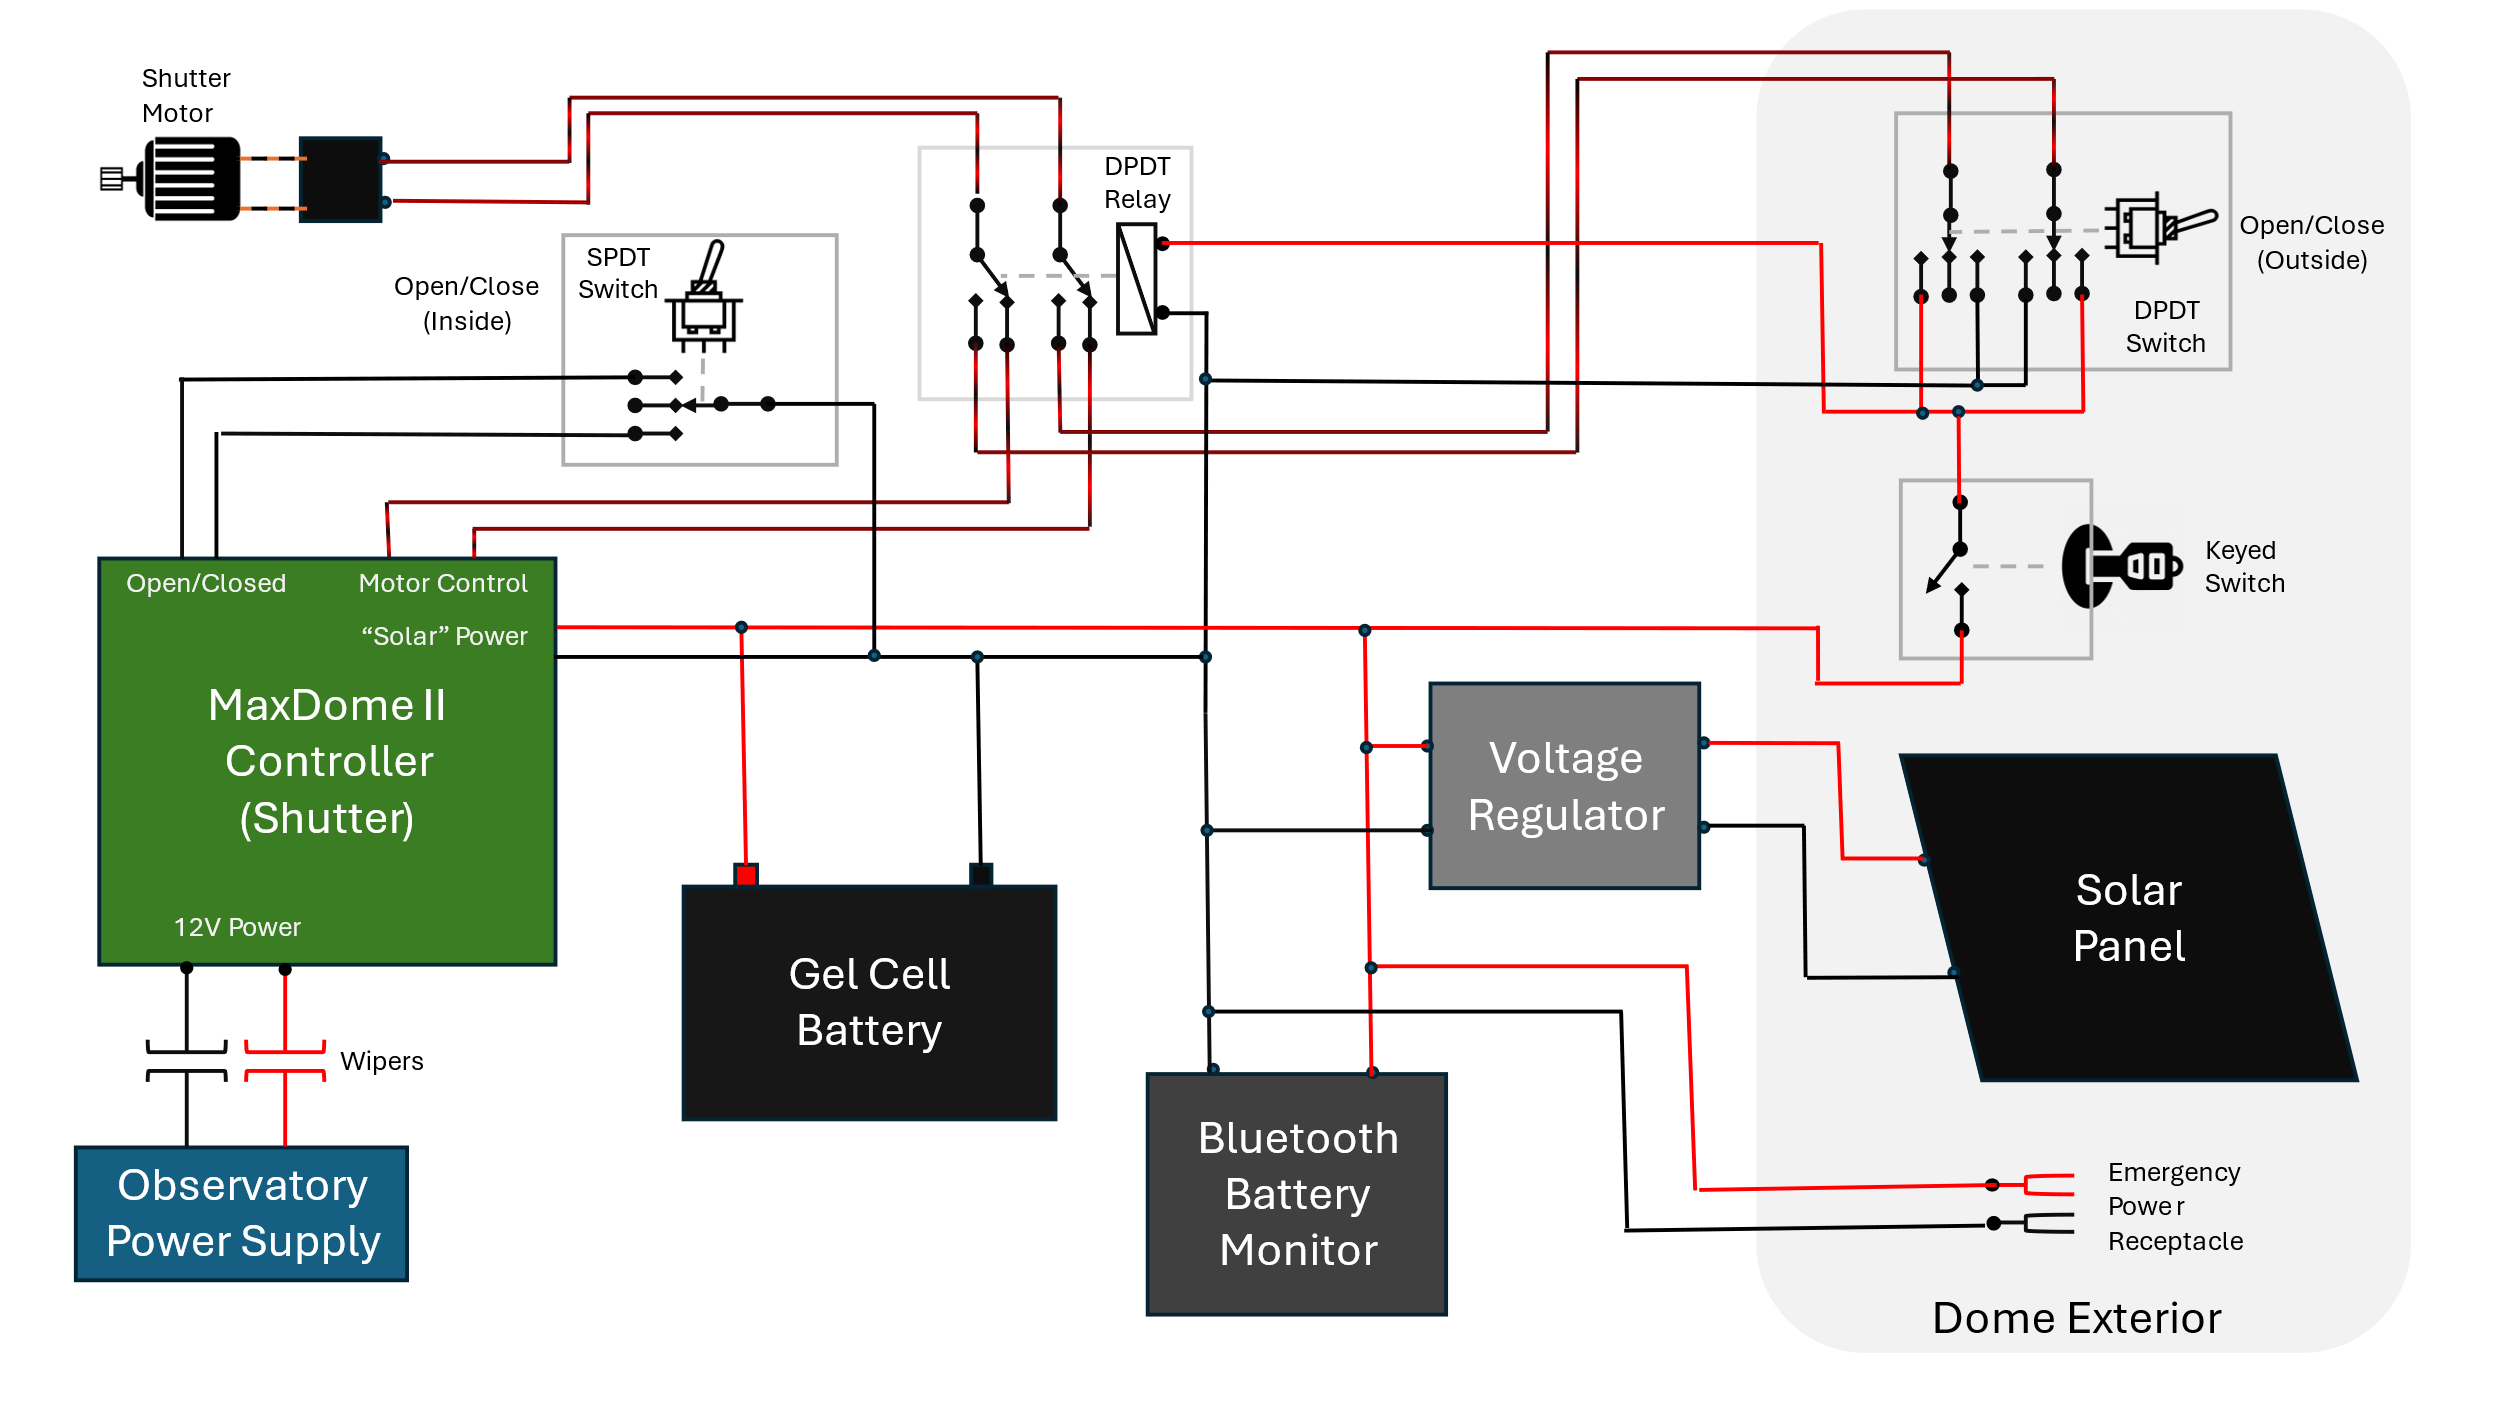 Shutter
Motor
DPDT
Relay
SPDT
Switch
Open/Close
(Inside)
Open/Close
(Outside)
DPDT
Switch
Open/Closed
Motor Control
“Solar” Power
Keyed
Switch
MaxDome II
Controller
(Shutter)
Voltage
Regulator
Solar
Panel
12V Power
Gel Cell
Battery
Wipers
Bluetooth
Battery
Monitor
Observatory
Power Supply
Emergency
Power
Receptacle
Dome Exterior